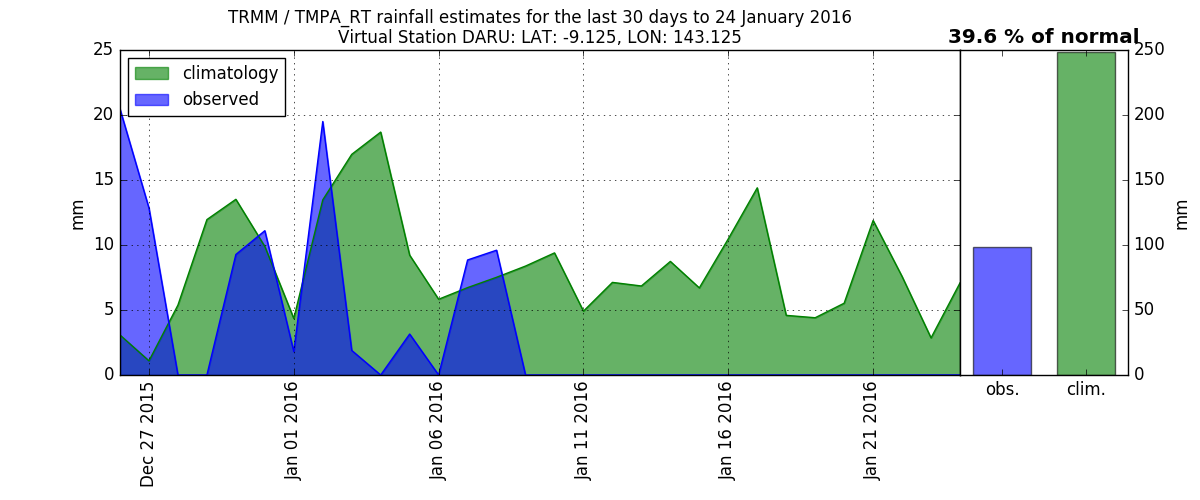 TRMM / TMPA_RT rainfall estimates for the last 30 days to 24 January 2016
Virtual Station DARU: LAT: -9.125, LON: 143.125
39.6 % of normal
climatology
observed
mm
25
20
15
10
5
0
Dec 27 2015
Jan 01 2016
Jan 06 2016
Jan 11 2016
Jan 16 2016
Jan 21 2016
obs.
clim.
250
200
150
100
50
0
mm